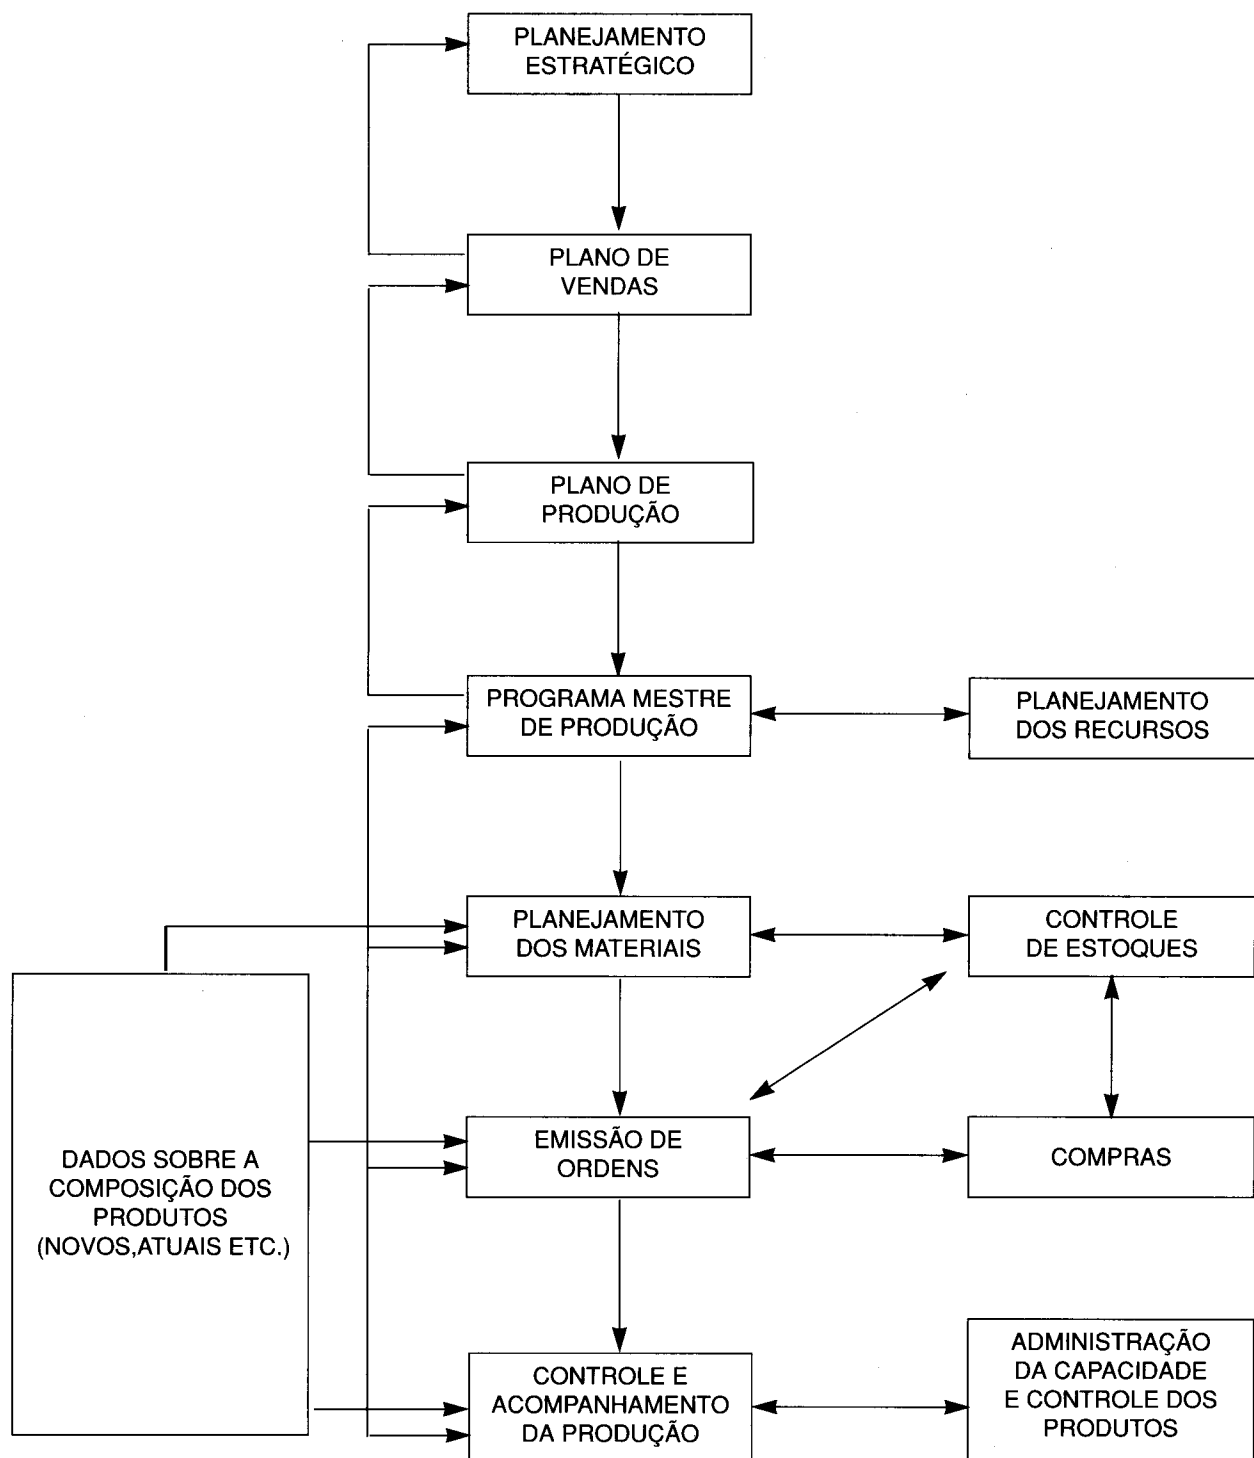 PLANEJAMENTO
ESTRATÉGICO
PLANO DE
VENDAS
PLANO DE
PRODUÇÃO
PROGRAMA MESTRE
DE PRODUÇÃO
PLANEJAMENTO
DOS RECURSOS
PLANEJAMENTO
DOS MATERIAIS
CONTROLE
DE ESTOQUES
DADOS SOBRE A
COMPOSIÇÃO DOS
PRODUTOS
(NOVOS,ATUAIS ETC.)
EMISSÃO DE
ORDENS
COMPRAS
CONTROLE E
ACOMPANHAMENTO
DA PRODUÇÃO
ADMINISTRAÇÃO
DA CAPACIDADE
E CONTROLE DOS
PRODUTOS